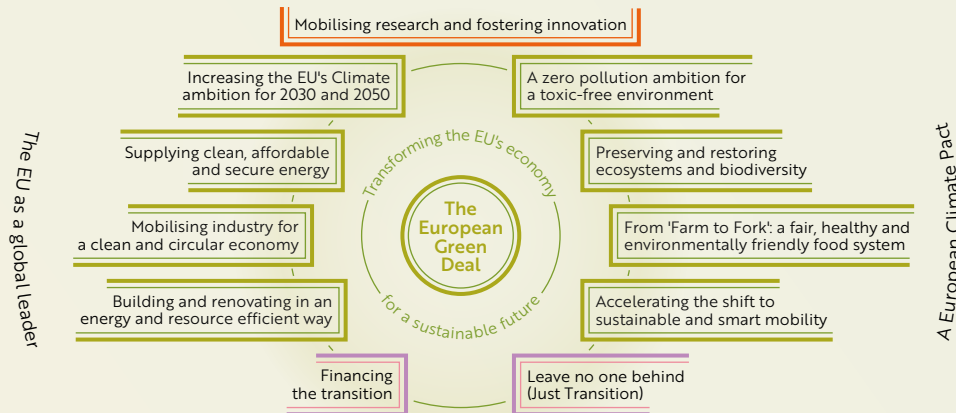 Mobilising research and fostering innovation
Increasing the EU's Climate
ambition for 2030 and 2050
A zero pollution ambition for
a toxic-free environment
Supplying clean, affordable
and secure energy
Preserving and restoring
ecosystems and biodiversity
Mobilising industry for
a clean and circular economy
From 'Farm to Fork': a fair, healthy and
environmentally friendly food system
Building and renovating in an
energy and resource efficient way
Accelerating the shift to
sustainable and smart mobility
Financing
the transition
Leave no one behind
(Just Transition)
Transforming the EU's economy
for a sustainable future
The
European
Green
Deal
The EU as a global leader
A European Climate Pact